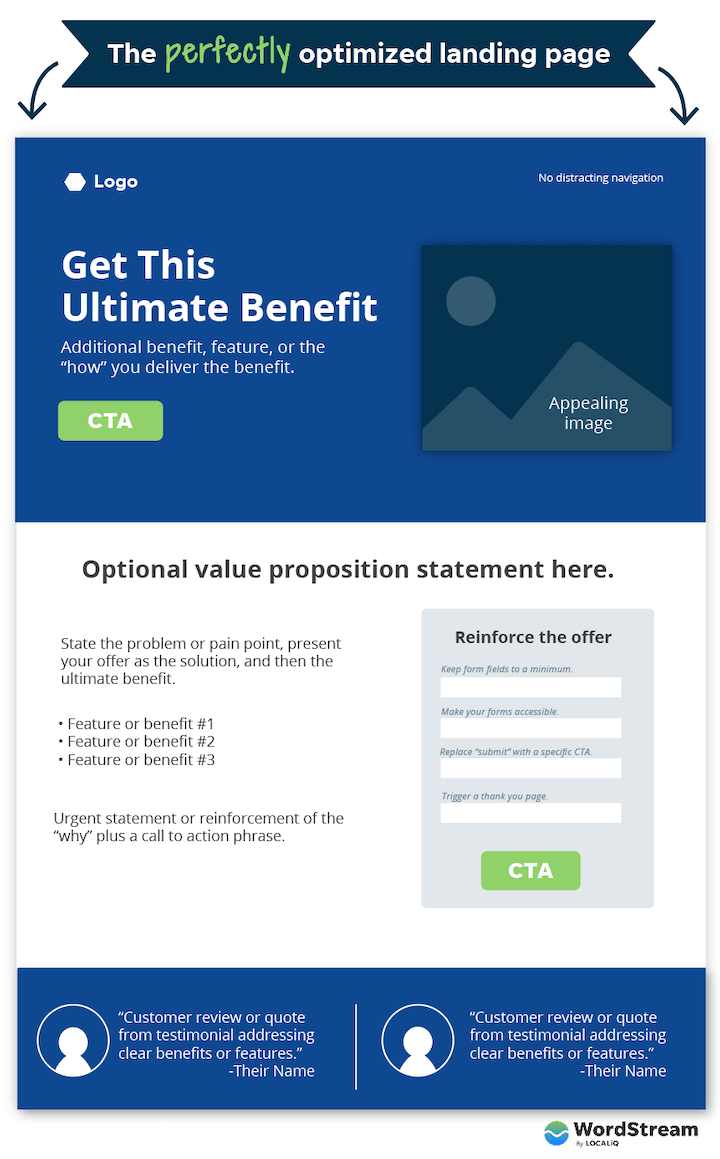 The perfectly optimized landing page
Logo
No distracting navigation
Get This
Ultimate Benefit
Additional benefit, feature, or the
“how” you deliver the benefit.
CTA
Appealing
image
Optional value proposition statement here.
State the problem or pain point, present
your offer as the solution, and then the
ultimate benefit.
• Feature or benefit #1
• Feature or benefit #2
• Feature or benefit #3
Urgent statement or reinforcement of the
“why” plus a call to action phrase.
Reinforce the offer
Keep form fields to a minimum.
Make your forms accessible.
Replace “submit” with a specific CTA.
Trigger a thank you page.
CTA
“Customer review or quote
from testimonial addressing
clear benefits or features.”
-Their Name
“Customer review or quote
from testimonial addressing
clear benefits or features.”
-Their Name
WordStream
By LOCALiQ